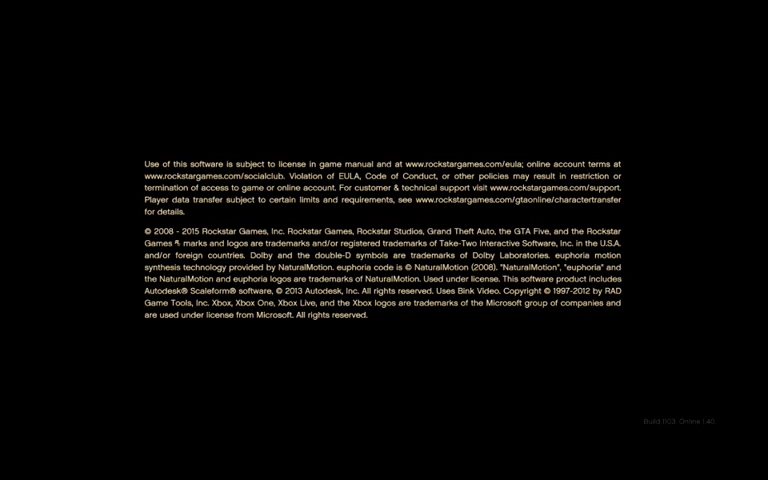 Use of this software is subject to license in game manual and at www.rockstargames.com/eula; online account terms at
www.rockstargames.com/socialclub. Violation of EULA, Code of Conduct, or other policies may result in restriction or
termination of access to game or online account. For customer & technical support visit www.rockstargames.com/support.
Player data transfer subject to certain limits and requirements, see www.rockstargames.com/gtaonline/charactertransfer
for details.
© 2008 - 2015 Rockstar Games, Inc. Rockstar Games, Rockstar Studios, Grand Theft Auto, the GTA Five, and the Rockstar
Games R* marks and logos are trademarks and/or registered trademarks of Take-Two Interactive Software, Inc. in the U.S.A.
and/or foreign countries. Dolby and the double-D symbols are trademarks of Dolby Laboratories. euphoria motion
synthesis technology provided by NaturalMotion. euphoria code is © NaturalMotion (2008). "NaturalMotion", "euphoria" and
the NaturalMotion and euphoria logos are trademarks of NaturalMotion. Used under license. This software product includes
Autodesk® Scaleform® software, © 2013 Autodesk, Inc. All rights reserved. Uses Bink Video. Copyright © 1997-2012 by RAD
Game Tools, Inc. Xbox, Xbox One, Xbox Live, and the Xbox logos are trademarks of the Microsoft group of companies and
are used under license from Microsoft. All rights reserved.
Build 1103 Online 1.40